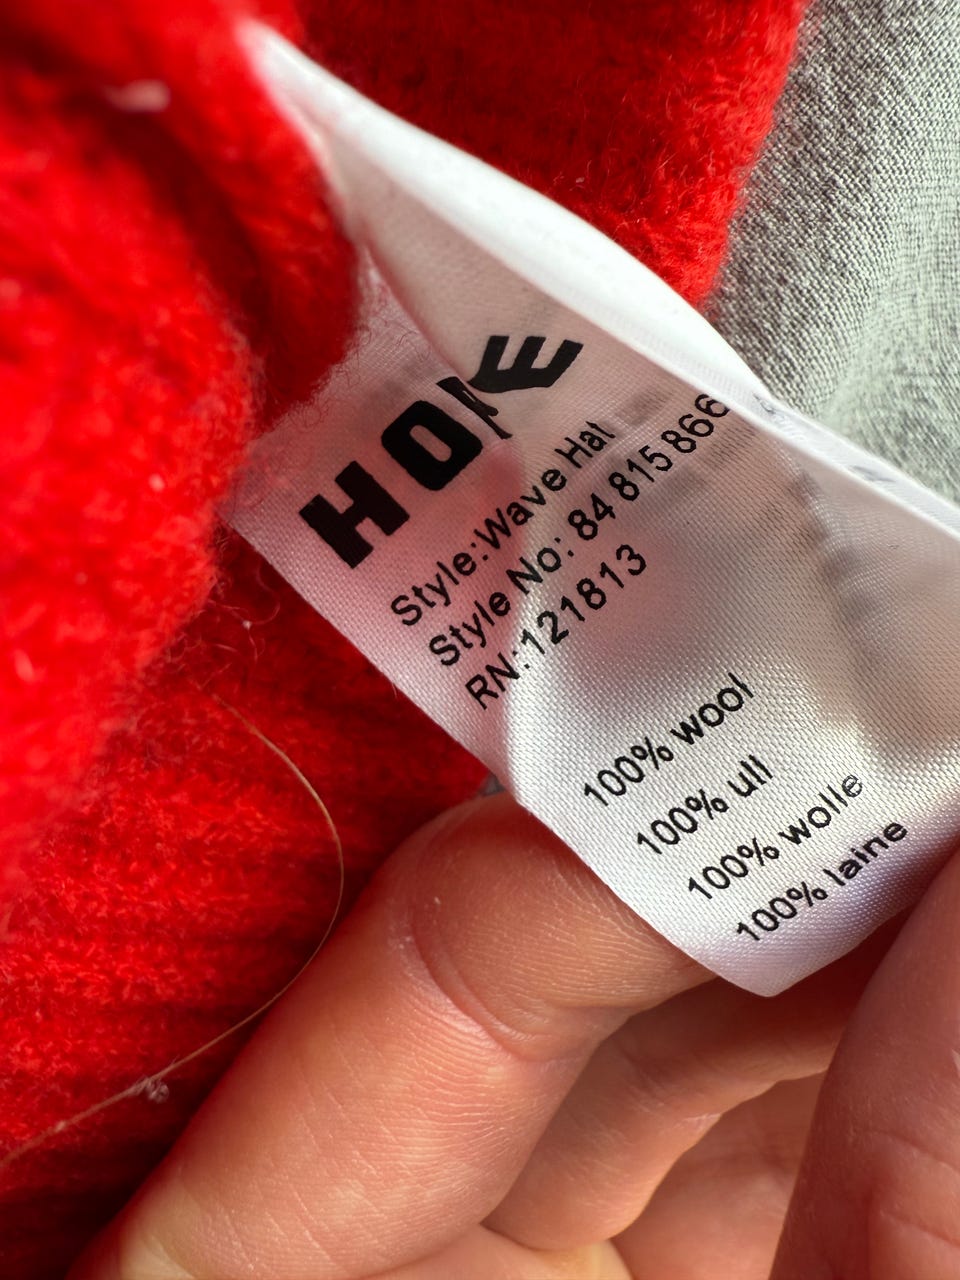 HOPE
Style:Wave Hat
Style No: 84 815 866
RN:121813
100% wool
100% ull
100% wolle
100% laine